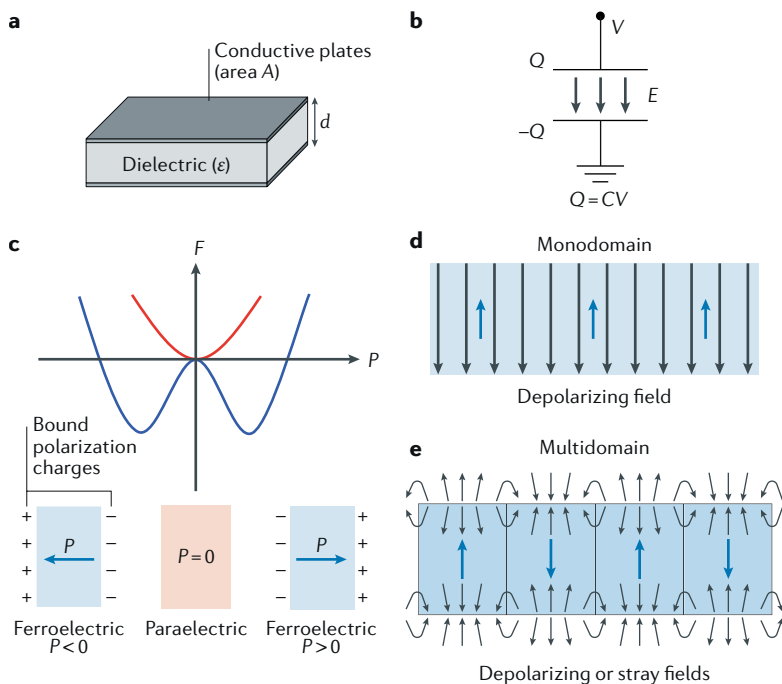 a
Conductive plates
(area A)
d
Dielectric (ε)
b
V
Q
E
–Q
Q = CV
c
F
P
Bound
polarization
charges
+ – – +
+ P – P = 0 – P +
+ – – +
+ – – +
Ferroelectric
P < 0
Paraelectric
Ferroelectric
P > 0
d
Monodomain
Depolarizing field
e
Multidomain
Depolarizing or stray fields